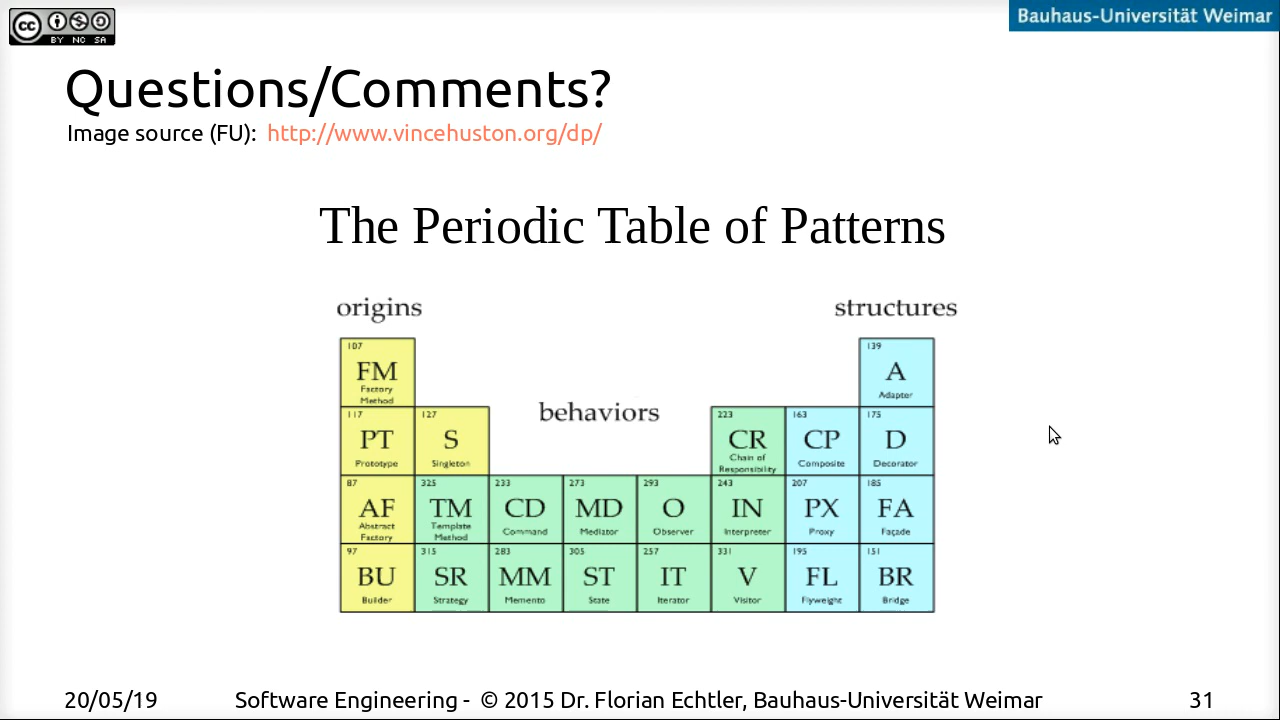 cc BY NC SA
Bauhaus-Universität Weimar
Questions/Comments?
Image source (FU): http://www.vincehuston.org/dp/
The Periodic Table of Patterns
origins
structures
behaviors
107
FM
Factory
Method
139
A
Adapter
117
PT
Prototype
127
S
Singleton
223
CR
Chain of
Responsibility
163
CP
Composite
175
D
Decorator
87
AF
Abstract
Factory
325
TM
Template
Method
233
CD
Command
273
MD
Mediator
293
O
Observer
243
IN
Interpreter
207
PX
Proxy
185
FA
Façade
97
BU
Builder
315
SR
Strategy
283
MM
Memento
305
ST
State
257
IT
Iterator
331
V
Visitor
195
FL
Flyweight
151
BR
Bridge
20/05/19
Software Engineering - © 2015 Dr. Florian Echtler, Bauhaus-Universität Weimar
31